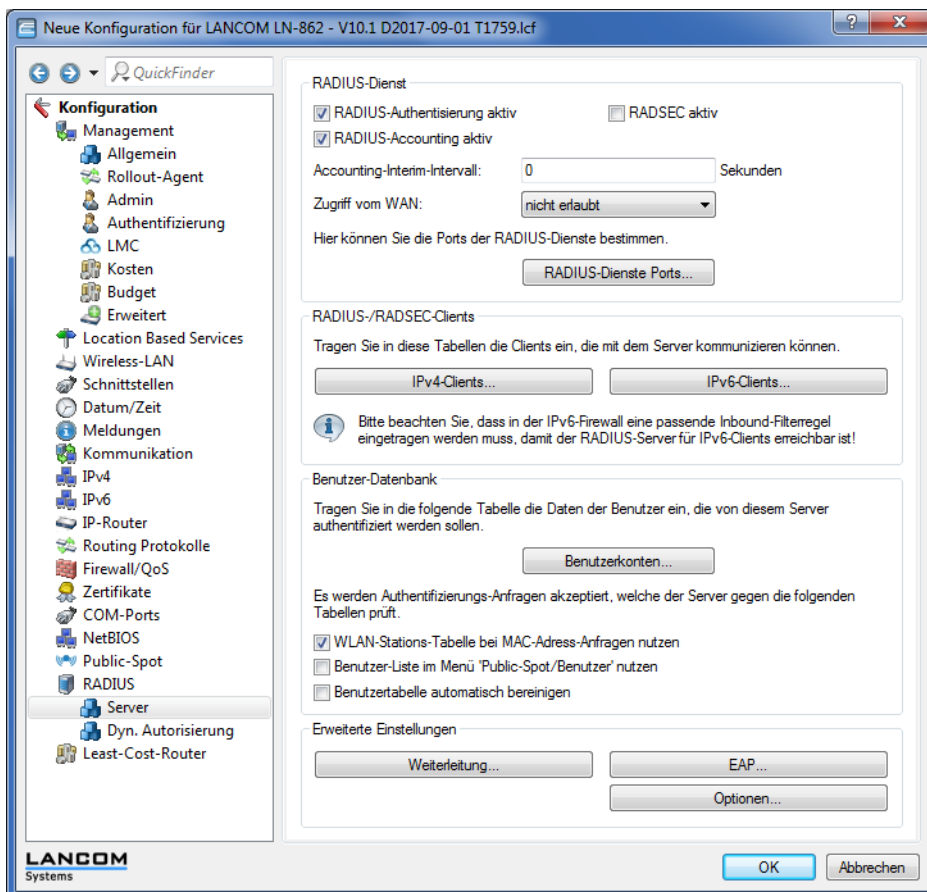 Neue Konfiguration für LANCOM LN-862 - V10.1 D2017-09-01 T1759.lcf
QuickFinder
Konfiguration
Management
Allgemein
Rollout-Agent
Admin
Authentifizierung
LMC
Kosten
Budget
Erweitert
Location Based Services
Wireless-LAN
Schnittstellen
Datum/Zeit
Meldungen
Kommunikation
IPv4
IPv6
IP-Router
Routing Protokolle
Firewall/QoS
Zertifikate
COM-Ports
NetBIOS
Public-Spot
RADIUS
Server
Dyn. Autorisierung
Least-Cost-Router
RADIUS-Dienst
RADIUS-Authentisierung aktiv
RADSEC aktiv
RADIUS-Accounting aktiv
Accounting-Interim-Intervall: 0 Sekunden
Zugriff vom WAN: nicht erlaubt
Hier können Sie die Ports der RADIUS-Dienste bestimmen.
RADIUS-Dienste Ports...
RADIUS-/RADSEC-Clients
Tragen Sie in diese Tabellen die Clients ein, die mit dem Server kommunizieren können.
IPv4-Clients... IPv6-Clients...
Bitte beachten Sie, dass in der IPv6-Firewall eine passende Inbound-Filterregel
eingetragen werden muss, damit der RADIUS-Server für IPv6-Clients erreichbar ist!
Benutzer-Datenbank
Tragen Sie in die folgende Tabelle die Daten der Benutzer ein, die von diesem Server
authentifiziert werden sollen.
Benutzerkonten...
Es werden Authentifizierungs-Anfragen akzeptiert, welche der Server gegen die folgenden
Tabellen prüft.
WLAN-Stations-Tabelle bei MAC-Adress-Anfragen nutzen
Benutzer-Liste im Menü 'Public-Spot/Benutzer' nutzen
Benutzertabelle automatisch bereinigen
Erweiterte Einstellungen
Weiterleitung... EAP...
Optionen...
LANCOM
Systems
OK Abbrechen